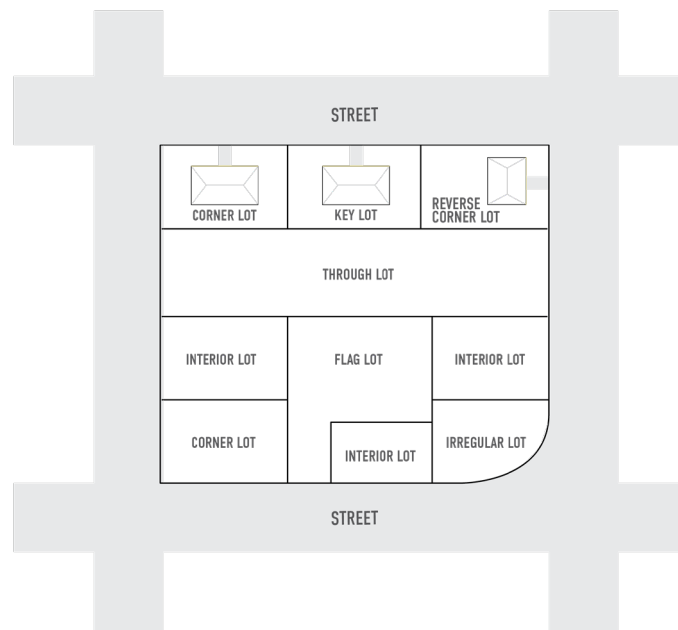 STREET
CORNER LOT
KEY LOT
REVERSE
CORNER LOT
THROUGH LOT
INTERIOR LOT
FLAG LOT
INTERIOR LOT
CORNER LOT
INTERIOR LOT
IRREGULAR LOT
STREET